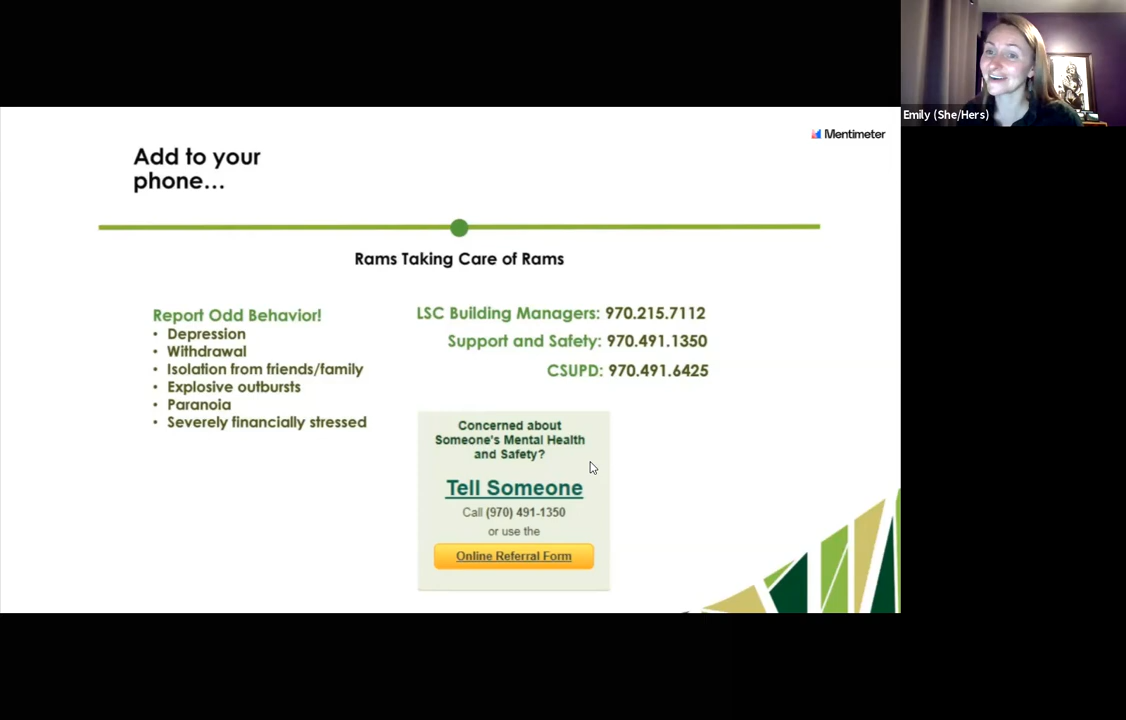 Emily (She/Hers)
Mentimeter
Add to your
phone...
Rams Taking Care of Rams
Report Odd Behavior!
• Depression
• Withdrawal
• Isolation from friends/family
• Explosive outbursts
• Paranoia
• Severely financially stressed
LSC Building Managers: 970.215.7112
Support and Safety: 970.491.1350
CSUPD: 970.491.6425
Concerned about
Someone's Mental Health
and Safety?
Tell Someone
Call (970) 491-1350
or use the
Online Referral Form